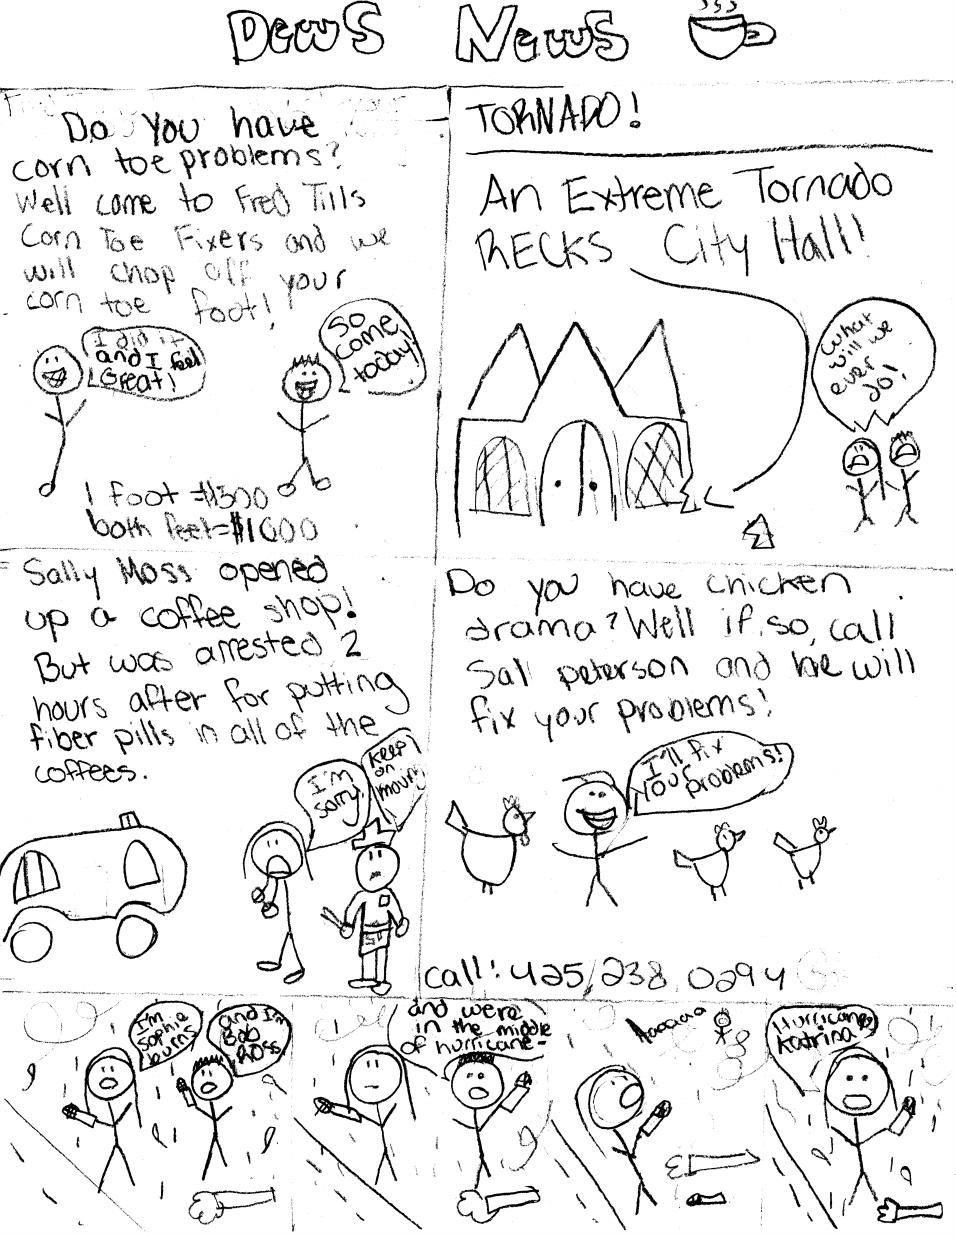 Dews News
Do you have
corn toe problems?
Well come to Fred Tills
Corn Toe Fixers and we
will chop off your
corn toe foot!
I did it
and I feel
Great!
So
come
today!
1 foot =$500
both feet=$1000
TORNADO!
An Extreme Tornado
RECKS City Hall!
What
will we
ever
do!
Sally Moss opened
up a coffee shop!
But was arrested 2
hours after for putting
fiber pills in all of the
coffees.
I'm
sorry
keep
on
Do you have chicken
drama? Well if so, call
Sal peterson and he will
fix your problems!
I'll fix
your
problems!
call: 425,238,0294
I'm
Sophie
burns
and I'm
Bob
Ross
and were
in the middle
of hurricane-
Aaaaaa
Hurricane
Katrina